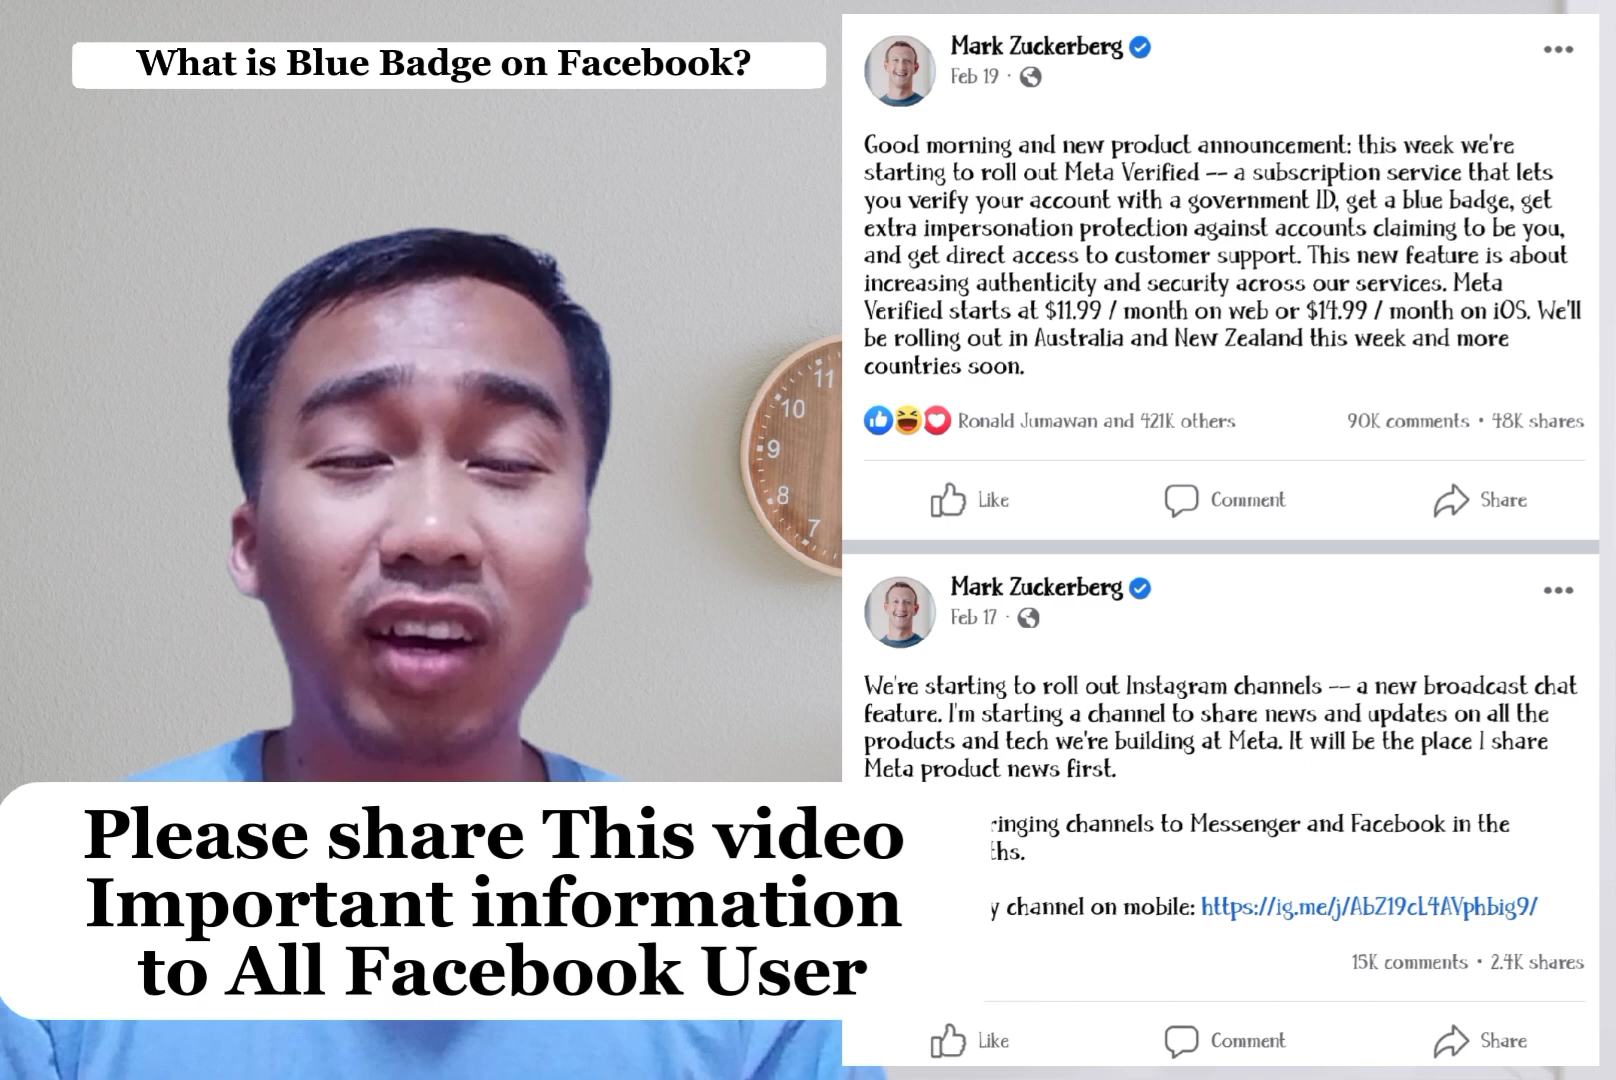 What is Blue Badge on Facebook?
Mark Zuckerberg
Feb 19 ·
Good morning and new product announcement: this week we're
starting to roll out Meta Verified -- a subscription service that lets
you verify your account with a government ID, get a blue badge, get
extra impersonation protection against accounts claiming to be you,
and get direct access to customer support. This new feature is about
increasing authenticity and security across our services. Meta
Verified starts at $11.99 / month on web or $14.99 / month on iOS. We'll
be rolling out in Australia and New Zealand this week and more
countries soon.
Ronald Jumawan and 421K others 90K comments • 48K shares
Like Comment Share
11
10
9
8
7
Mark Zuckerberg
Feb 17 ·
We're starting to roll out Instagram channels -- a new broadcast chat
feature. I'm starting a channel to share news and updates on all the
products and tech we're building at Meta. It will be the place I share
Meta product news first.
ringing channels to Messenger and Facebook in the
ths.
y channel on mobile: https://ig.me/j/AbZ19cL4AVphbig9/
15K comments • 2.4K shares
Like Comment Share
Please share This video
Important information
to All Facebook User